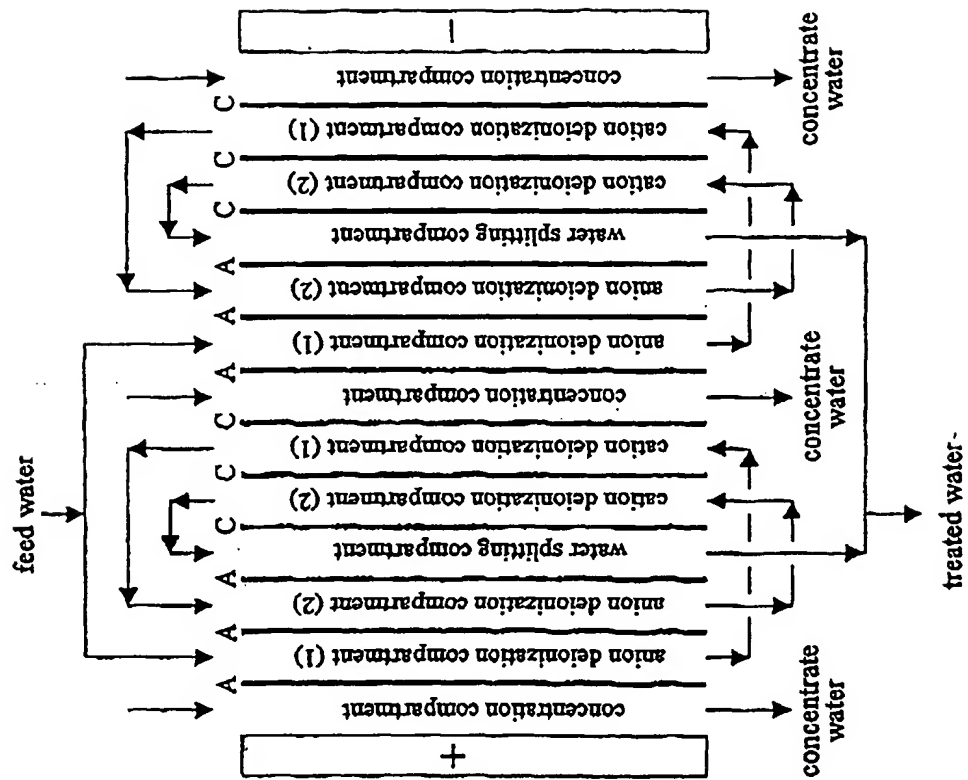 feed water
A
A
A
C
C
C
A
A
A
C
C
C
+
concentration compartment
anion deionization compartment (1)
anion deionization compartment (2)
water splitting compartment
cation deionization compartment (2)
cation deionization compartment (1)
concentration compartment
anion deionization compartment (1)
anion deionization compartment (2)
water splitting compartment
cation deionization compartment (2)
cation deionization compartment (1)
concentration compartment
−
concentrate
water
concentrate
water
concentrate
water
treated water